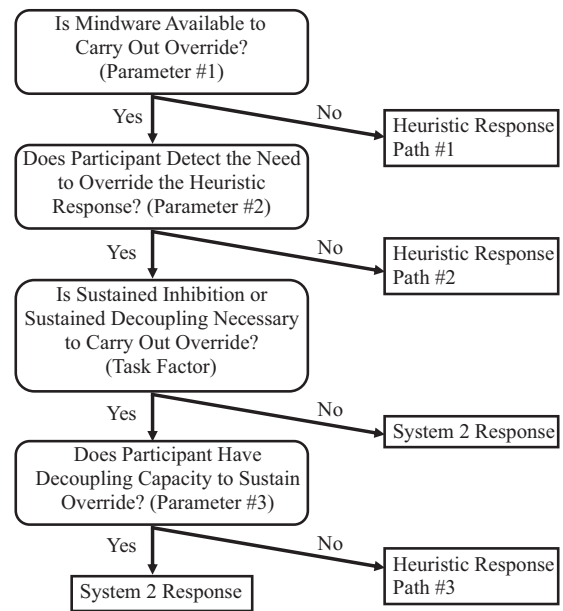 Is Mindware Available to
Carry Out Override?
(Parameter #1)
Yes
No
Heuristic Response
Path #1
Does Participant Detect the Need
to Override the Heuristic
Response? (Parameter #2)
Yes
No
Heuristic Response
Path #2
Is Sustained Inhibition or
Sustained Decoupling Necessary
to Carry Out Override?
(Task Factor)
Yes
No
System 2 Response
Does Participant Have
Decoupling Capacity to Sustain
Override? (Parameter #3)
Yes
No
Heuristic Response
Path #3
System 2 Response